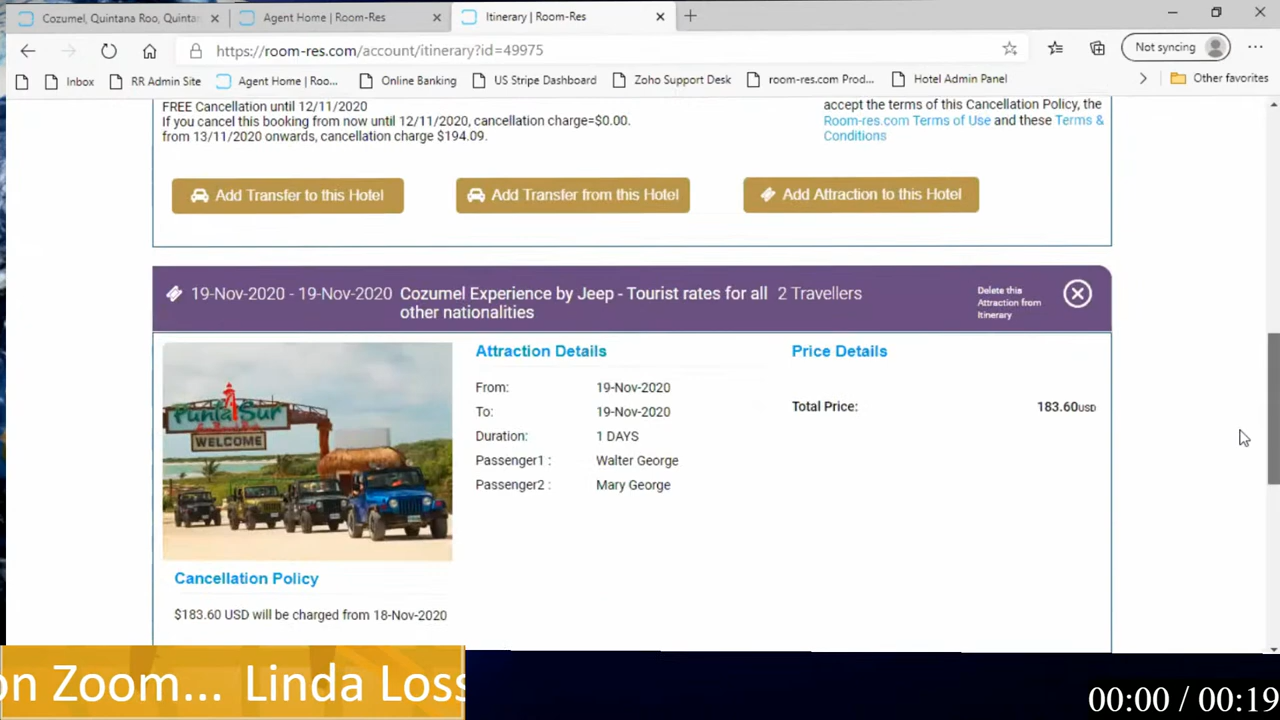 Cozumel, Quintana Roo, Quinta
Agent Home | Room-Res
Itinerary | Room-Res
https://room-res.com/account/itinerary?id=49975
Not syncing
Inbox
RR Admin Site
Agent Home | Roo...
Online Banking
US Stripe Dashboard
Zoho Support Desk
room-res.com Prod...
Hotel Admin Panel
Other favorites
FREE Cancellation until 12/11/2020
If you cancel this booking from now until 12/11/2020, cancellation charge=$0.00.
from 13/11/2020 onwards, cancellation charge $194.09.
accept the terms of this Cancellation Policy, the
Room-res.com Terms of Use and these Terms &
Conditions
Add Transfer to this Hotel
Add Transfer from this Hotel
Add Attraction to this Hotel
19-Nov-2020 - 19-Nov-2020
Cozumel Experience by Jeep - Tourist rates for all
other nationalities
2 Travellers
Delete this
Attraction from
Itinerary
Punta Sur
WELCOME
Attraction Details
From: 19-Nov-2020
To: 19-Nov-2020
Duration: 1 DAYS
Passenger1 : Walter George
Passenger2 : Mary George
Price Details
Total Price: 183.60USD
Cancellation Policy
$183.60 USD will be charged from 18-Nov-2020
on Zoom... Linda Loss
00:00 / 00:19